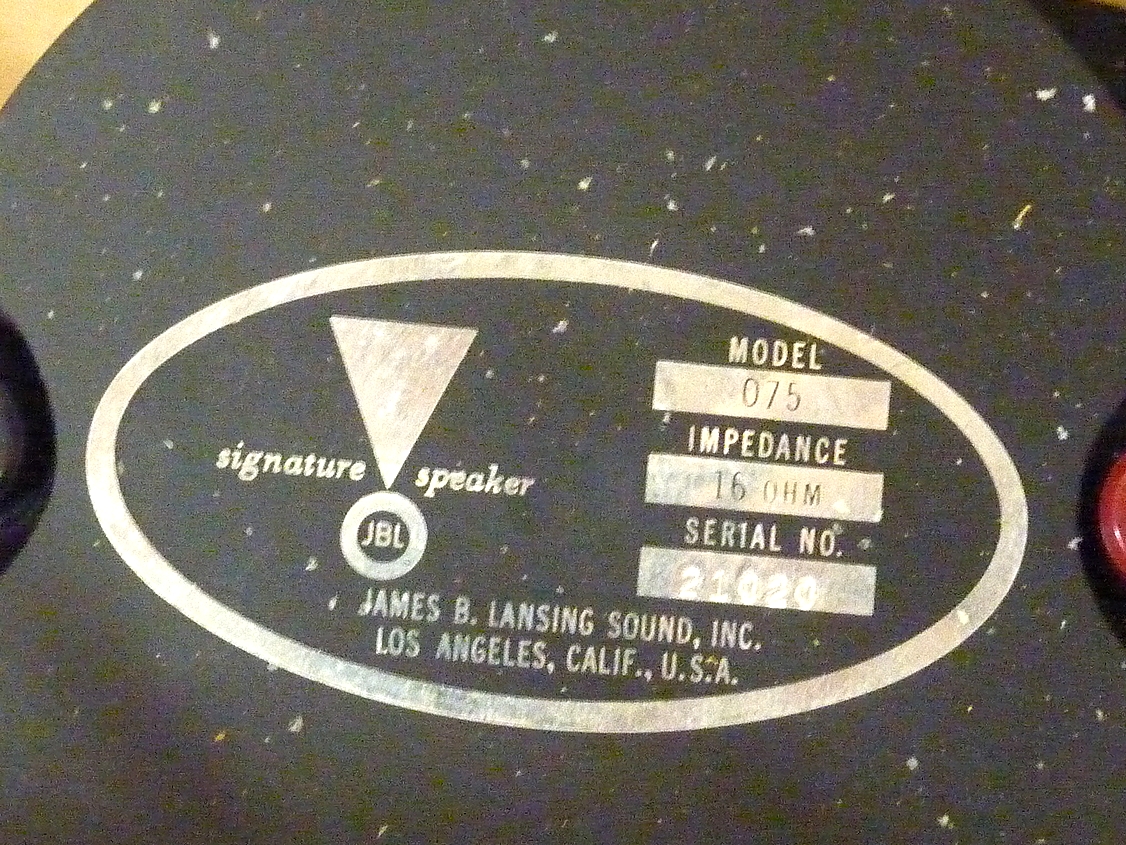 signature speaker
JBL
MODEL
075
IMPEDANCE
16 OHM
SERIAL NO.
21020
JAMES B. LANSING SOUND, INC.
LOS ANGELES, CALIF., U.S.A.